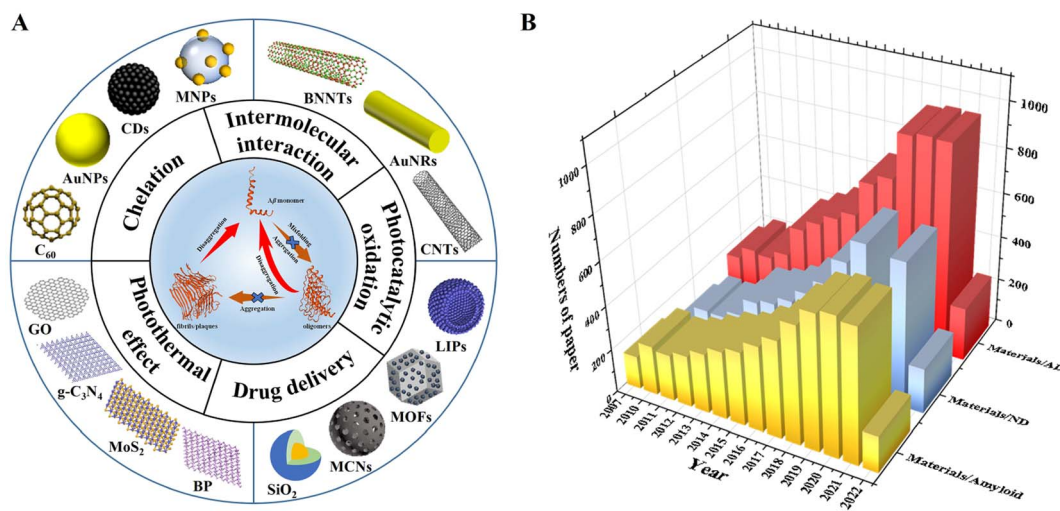 A
MNPs
CDs
AuNPs
C60
GO
g-C3N4
MoS2
BP
SiO2
MCNs
MOFs
LIPs
CNTs
AuNRs
BNNTs
Chelation
Intermolecular
interaction
Photocatalytic
oxidation
Drug delivery
Photothermal
effect
Aβ monomer
Misfolding
Aggregation
Disaggregation
Disaggregation
Aggregation
fibrils/plaques
oligomers
B
Numbers of paper
1000
800
600
400
200
0
1000
800
600
400
200
0
2007
2010
2011
2012
2013
2014
2015
2016
2017
2018
2019
2020
2021
2022
Year
Materials/AD
Materials/ND
Materials/Amyloid